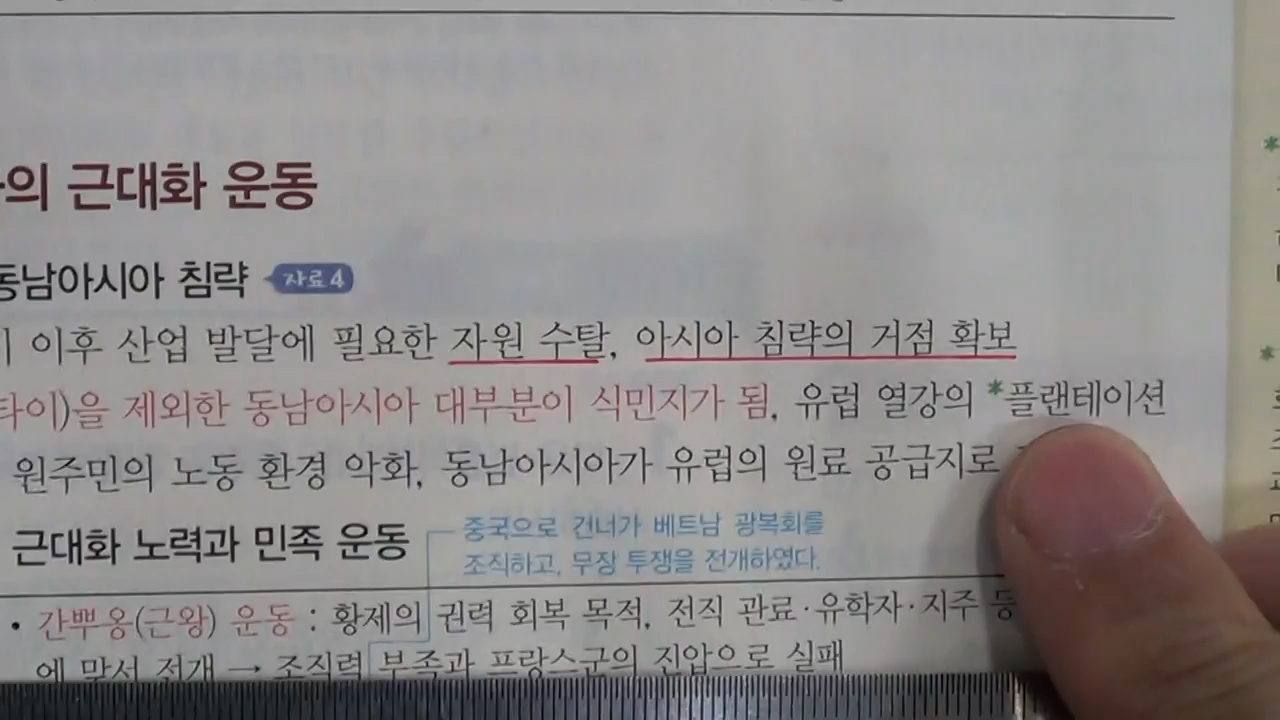 의 근대화 운동
동남아시아 침략 자료4
이후 산업 발달에 필요한 자원 수탈, 아시아 침략의 거점 확보
타이)을 제외한 동남아시아 대부분이 식민지가 됨, 유럽 열강의 *플랜테이션
원주민의 노동 환경 악화, 동남아시아가 유럽의 원료 공급지로
근대화 노력과 민족 운동
중국으로 건너가 베트남 광복회를
조직하고, 무장 투쟁을 전개하였다.
• 간뿌옹(근왕) 운동 : 황제의 권력 회복 목적, 전직 관료·유학자·지주 등
에 맞서 전개 → 조직력 부족과 프랑스군의 진압으로 실패